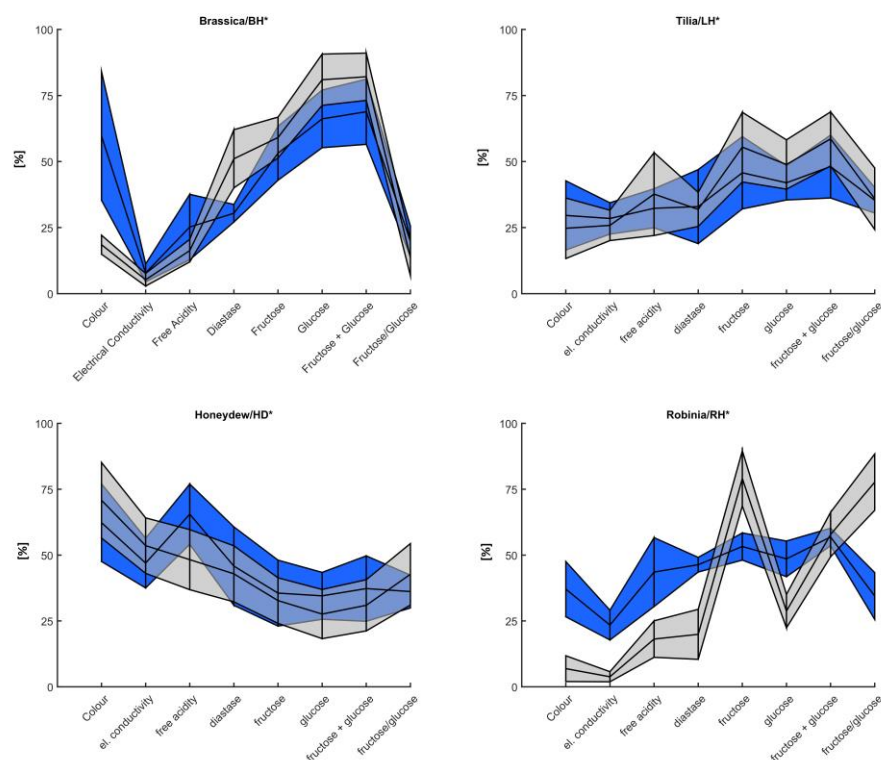 Brassica/BH*
100
75
50
25
0
[%]
Colour
Electrical Conductivity
Free Acidity
Diastase
Fructose
Glucose
Fructose + Glucose
Fructose/Glucose
Tilia/LH*
100
75
50
25
0
[%]
Colour
el. conductivity
free acidity
diastase
fructose
glucose
fructose + glucose
fructose/glucose
Honeydew/HD*
100
75
50
25
0
[%]
Colour
el. conductivity
free acidity
diastase
fructose
glucose
fructose + glucose
fructose/glucose
Robinia/RH*
100
75
50
25
0
[%]
Colour
el. conductivity
free acidity
diastase
fructose
glucose
fructose + glucose
fructose/glucose